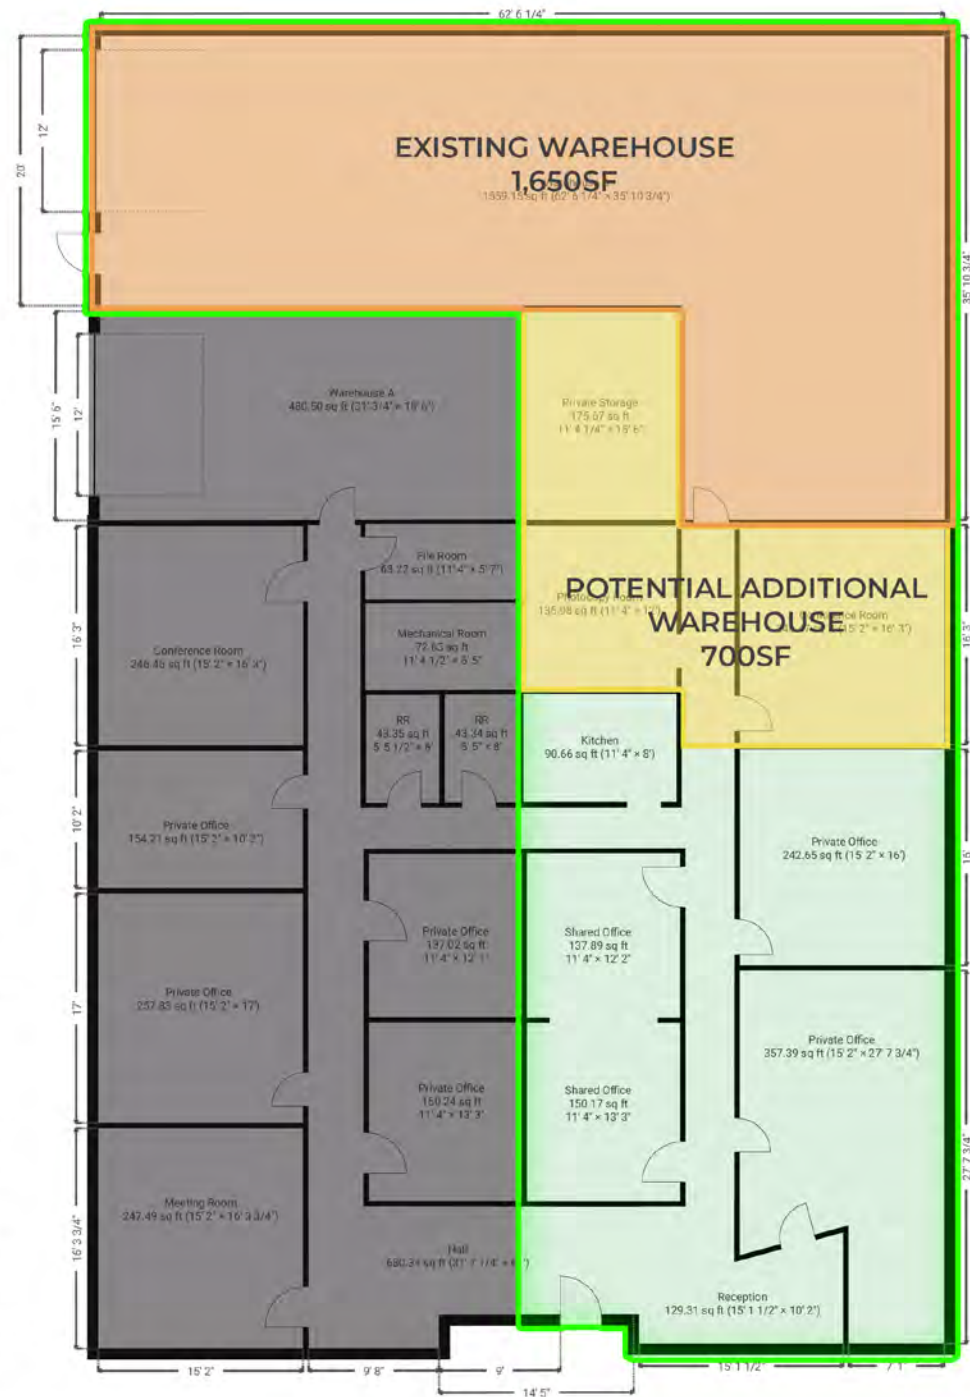 62' 6 1/4"
12'
20'
EXISTING WAREHOUSE
1,650SF
1559.15 sq ft (62' 6 1/4" × 35' 10 3/4")
35' 10 3/4"
15' 6"
12'
Warehouse A
480.50 sq ft (31' 3/4" × 15' 6")
Private Storage
175.67 sq ft
11' 4 1/4" × 15' 6"
File Room
63.22 sq ft (11' 4" × 5' 7")
Mechanical Room
72.63 sq ft
POTENTIAL ADDITIONAL
WAREHOUSE
700SF
135.98 sq ft (11' 4" × 12')
Room
(15' 2" × 16' 3")
16' 3"
16' 3"
Conference Room
246.46 sq ft (15' 2" × 16' 3")
RR
43.35 sq ft
5' 5 1/2" × 8'
RR
43.34 sq ft
5' 5" × 8'
Kitchen
90.66 sq ft (11' 4" × 8')
10' 2"
Private Office
154.21 sq ft (15' 2" × 10' 2")
Private Office
242.65 sq ft (15' 2" × 16')
16'
Private Office
137.02 sq ft
11' 4" × 12' 1"
Shared Office
137.89 sq ft
11' 4" × 12' 2"
17'
Private Office
257.83 sq ft (15' 2" × 17')
Private Office
357.39 sq ft (15' 2" × 27' 7 3/4")
Private Office
150.24 sq ft
11' 4" × 13' 3"
Shared Office
150.17 sq ft
11' 4" × 13' 3"
27' 7 3/4"
16' 3 3/4"
Meeting Room
247.49 sq ft (15' 2" × 16' 3 3/4")
Hall
Reception
129.31 sq ft (15' 1 1/2" × 10' 2")
15' 2"
9' 8"
9'
14' 5"
15' 1 1/2"
7' 1"